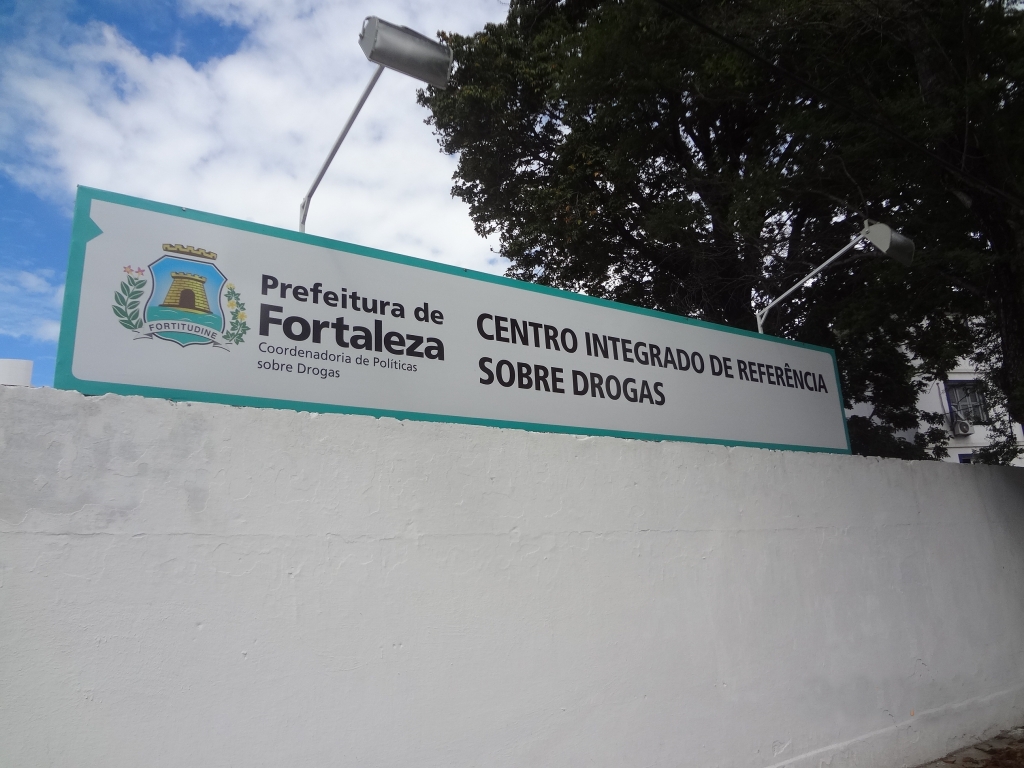 FORTITUDINE
Prefeitura de
Fortaleza
Coordenadoria de Políticas
sobre Drogas
CENTRO INTEGRADO DE REFERÊNCIA
SOBRE DROGAS